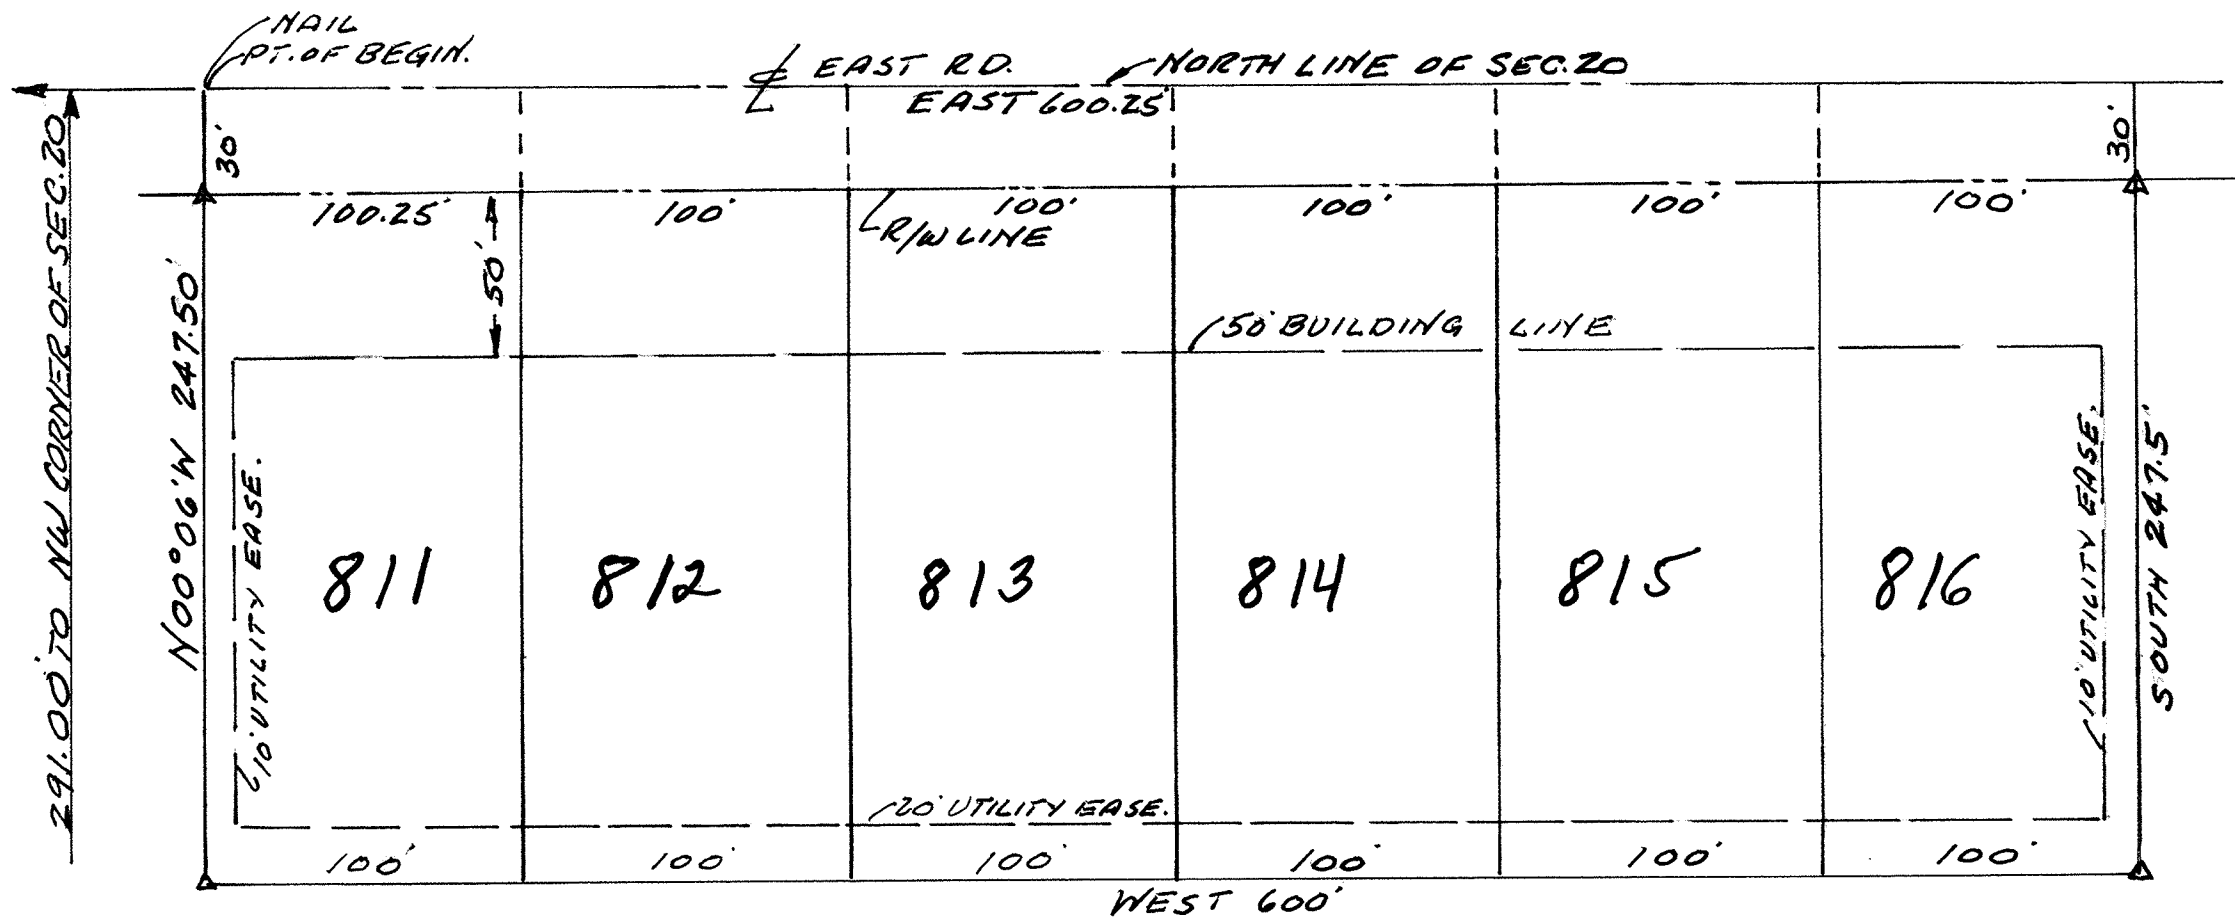 NAIL
PT. OF BEGIN.
℄ EAST RD.
NORTH LINE OF SEC. 20
EAST 600.25'
30'
30'
100.25'
100'
100'
100'
100'
100'
R/W LINE
50'
50' BUILDING LINE
291.00' TO NW CORNER OF SEC. 20
N00°06'W 247.50'
10' UTILITY EASE.
811
812
813
814
815
816
10' UTILITY EASE.
SOUTH 247.5'
20' UTILITY EASE.
100'
100'
100'
100'
100'
100'
WEST 600'